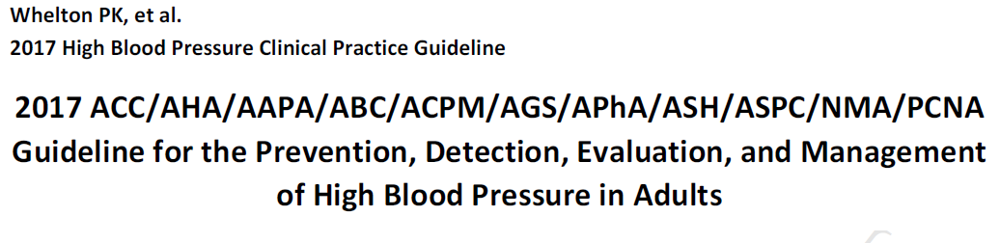 Whelton PK, et al.
2017 High Blood Pressure Clinical Practice Guideline
2017 ACC/AHA/AAPA/ABC/ACPM/AGS/APhA/ASH/ASPC/NMA/PCNA
Guideline for the Prevention, Detection, Evaluation, and Management
of High Blood Pressure in Adults